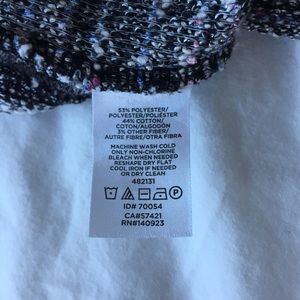 53% POLYESTER/
POLYESTER/POLIÉSTER
44% COTTON/
COTON/ALGODÓN
3% OTHER FIBER/
AUTRE FIBRE/OTRA FIBRA
MACHINE WASH COLD
ONLY NON-CHLORINE
BLEACH WHEN NEEDED
RESHAPE DRY FLAT
COOL IRON IF NEEDED
OR DRY CLEAN
482131
P
ID# 70054
CA#57421
RN#140923